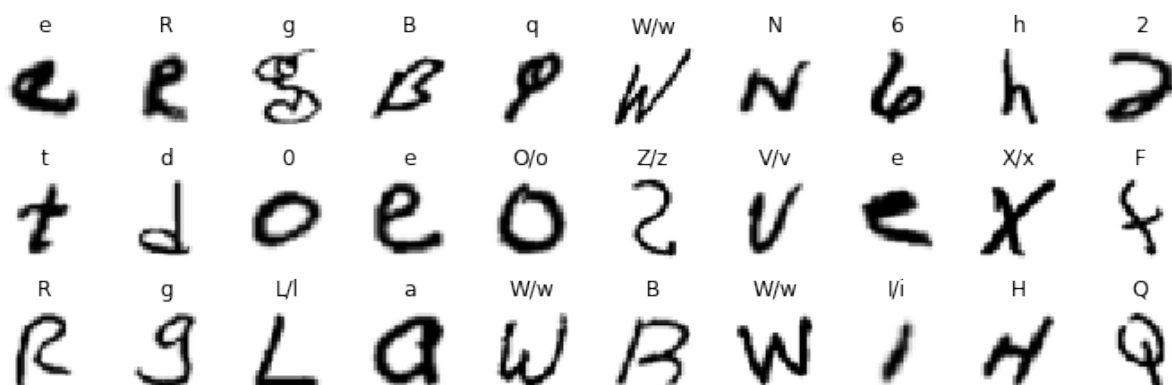 e R g B q W/w N 6 h 2
e R g B q W N 6 h 2
t d 0 e O/o Z/z V/v e X/x F
t d 0 e O Z V e X f
R g L/l a W/w B W/w I/i H Q
R g L a W B W I H Q